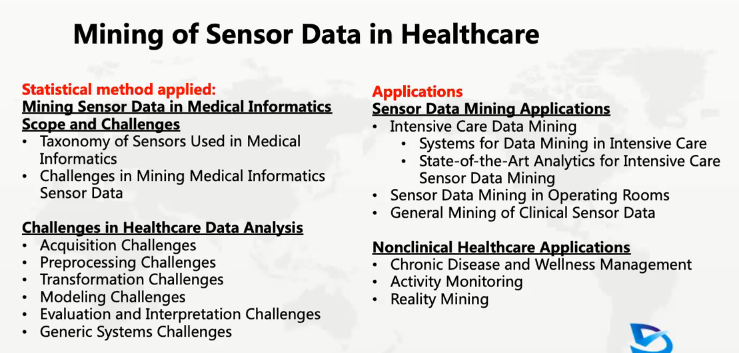 Mining of Sensor Data in Healthcare
Statistical method applied:
Mining Sensor Data in Medical Informatics
Scope and Challenges
• Taxonomy of Sensors Used in Medical
Informatics
• Challenges in Mining Medical Informatics
Sensor Data
Challenges in Healthcare Data Analysis
• Acquisition Challenges
• Preprocessing Challenges
• Transformation Challenges
• Modeling Challenges
• Evaluation and Interpretation Challenges
• Generic Systems Challenges
Applications
Sensor Data Mining Applications
• Intensive Care Data Mining
• Systems for Data Mining in Intensive Care
• State-of-the-Art Analytics for Intensive Care
Sensor Data Mining
• Sensor Data Mining in Operating Rooms
• General Mining of Clinical Sensor Data
Nonclinical Healthcare Applications
• Chronic Disease and Wellness Management
• Activity Monitoring
• Reality Mining